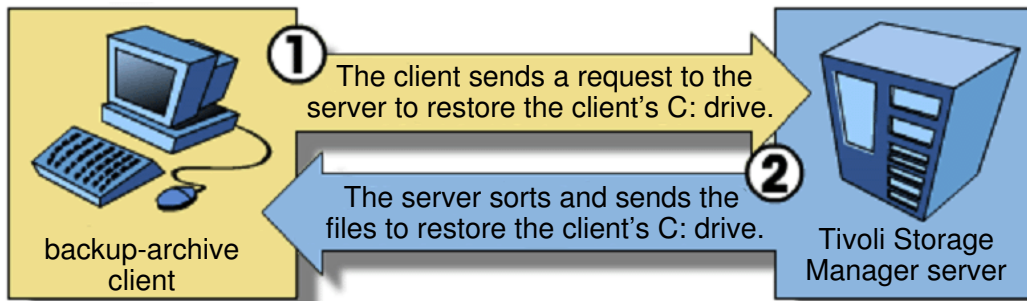 1
The client sends a request to the
server to restore the client's C: drive.
2
The server sorts and sends the
files to restore the client's C: drive.
backup-archive
client
Tivoli Storage
Manager server